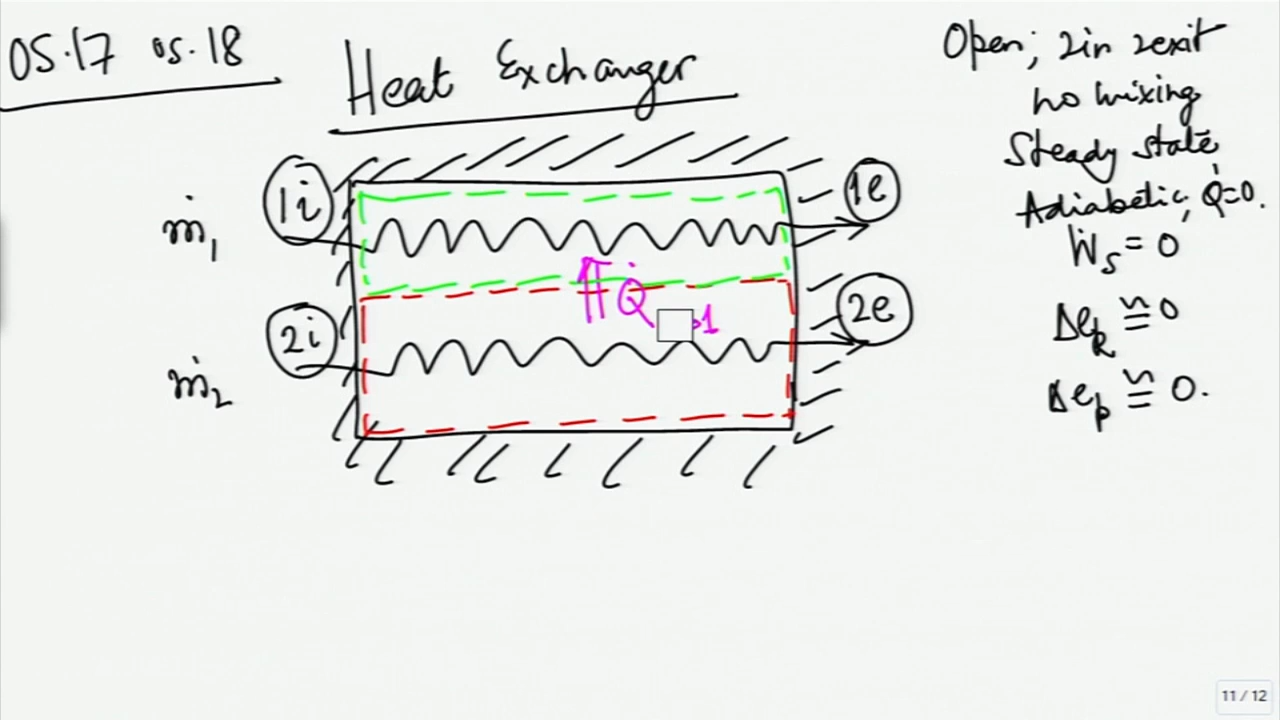 05.17 05.18
Heat Exchanger
Open; 2in 2exit
no mixing
Steady state
Adiabatic, Q̇=0.
Ẇs = 0
Δek ≅ 0
Δep ≅ 0.
1i
1e
ṁ1
Q̇
1
2i
2e
ṁ2
11 / 12